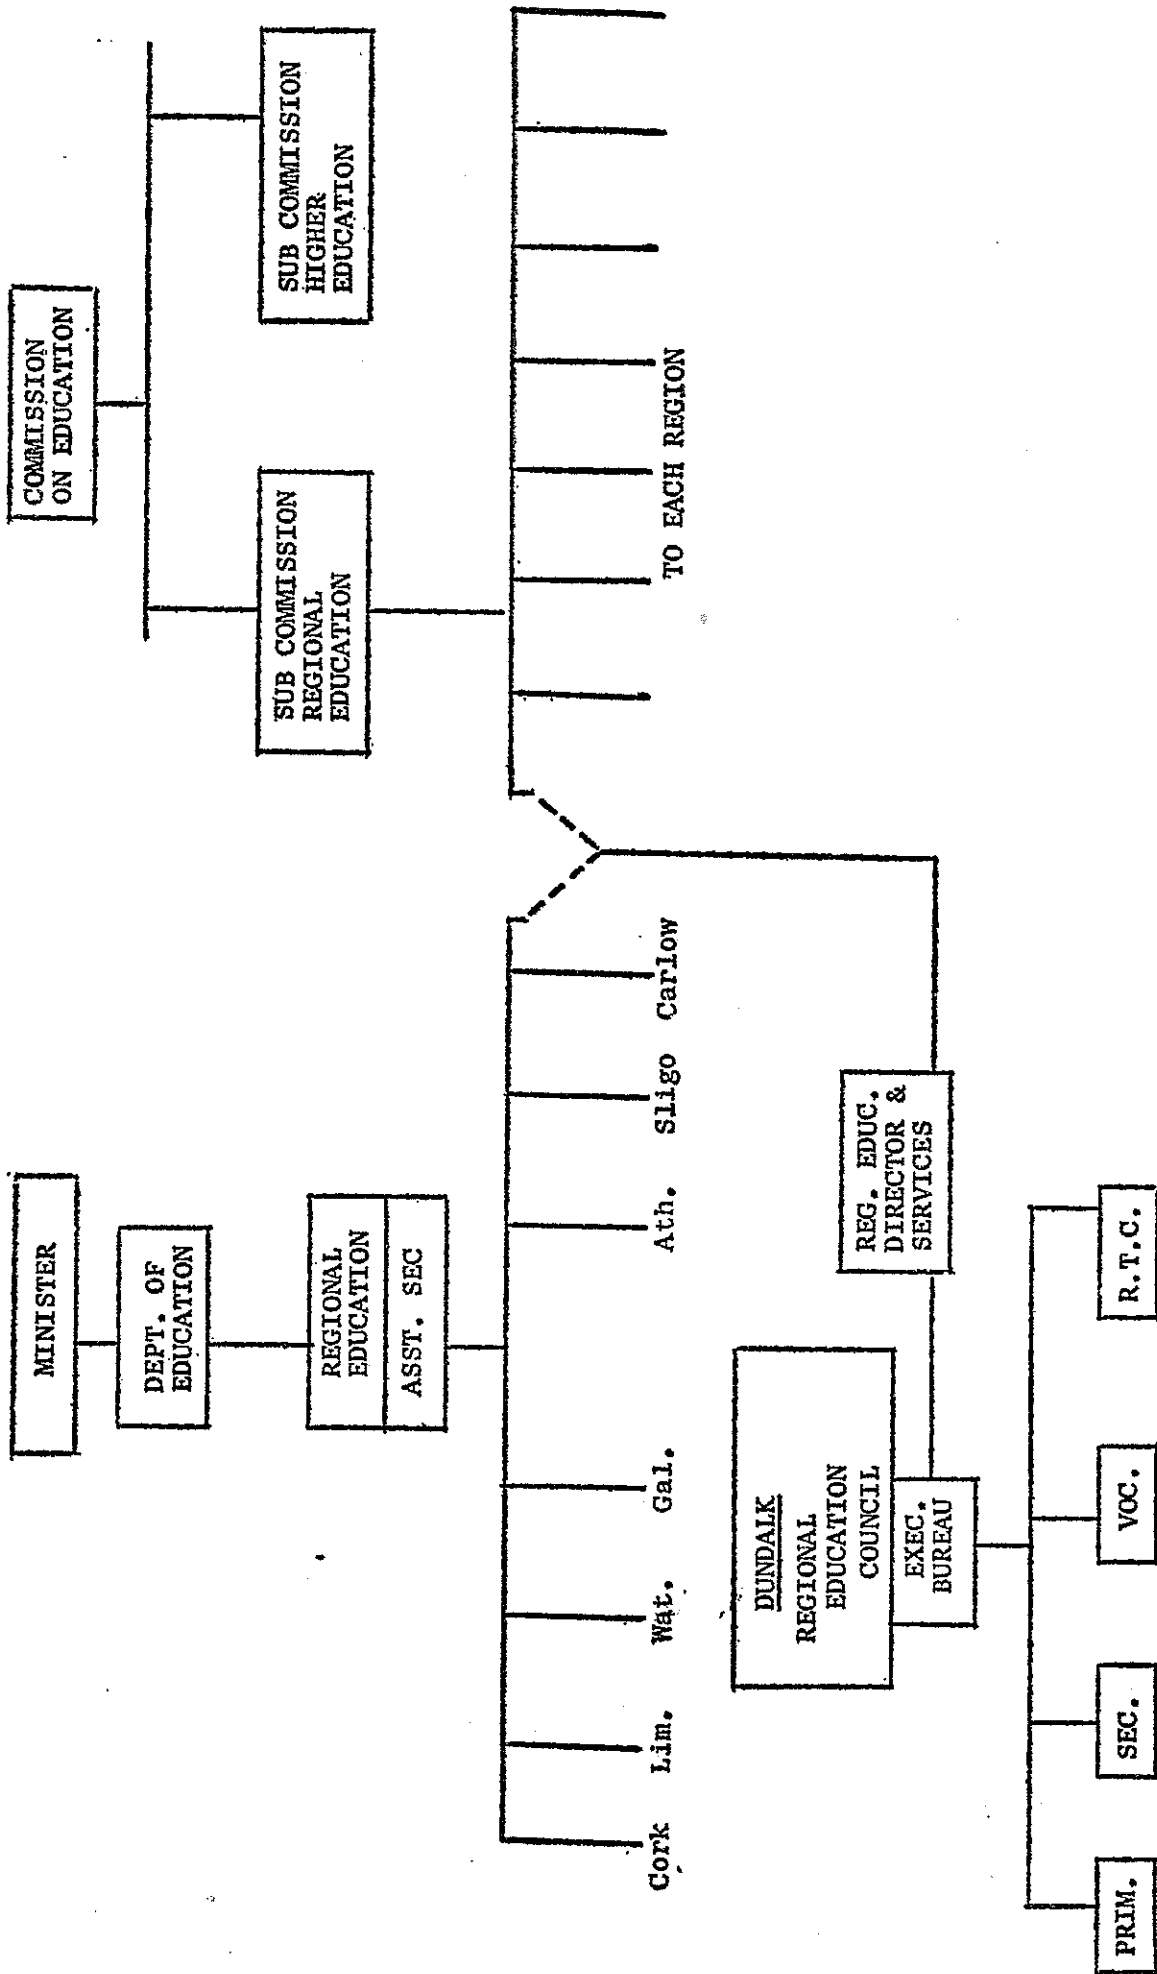 MINISTER
DEPT. OF
EDUCATION
REGIONAL
EDUCATION
ASST. SEC
Cork Lim. Wat. Gal. Ath. Sligo Carlow
COMMISSION
ON EDUCATION
SUB COMMISSION
REGIONAL
EDUCATION
SUB COMMISSION
HIGHER
EDUCATION
TO EACH REGION
DUNDALK
REGIONAL
EDUCATION
COUNCIL
EXEC.
BUREAU
REG. EDUC.
DIRECTOR &
SERVICES
PRIM.
SEC.
VOC.
R.T.C.